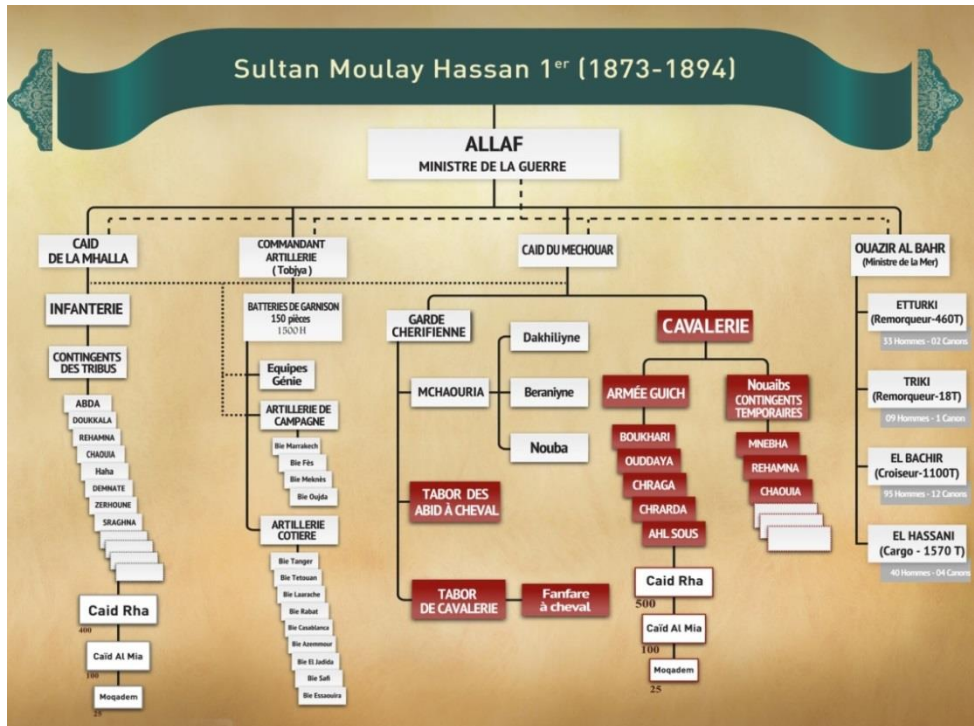 Sultan Moulay Hassan 1er (1873-1894)
ALLAF
MINISTRE DE LA GUERRE
CAID
DE LA MHALLA
INFANTERIE
CONTINGENTS
DES TRIBUS
ABDA
DOUKKALA
REHAMNA
CHAOUIA
Haha
DEMNATE
ZERHOUNE
SRAGHNA
Caid Rha
400
Caïd Al Mia
100
Moqadem
25
COMMANDANT
ARTILLERIE
(Tobjya)
BATTERIES DE GARNISON
150 pièces
1500H
Equipes
Génie
ARTILLERIE DE
CAMPAGNE
Bie Marrakech
Bie Fès
Bie Meknès
Bie Oujda
ARTILLERIE
COTIERE
Bie Tanger
Bie Tetouan
Bie Laarache
Bie Rabat
Bie Casablanca
Bie Azemmour
Bie El Jadida
Bie Safi
Bie Essaouira
CAID DU MECHOUAR
GARDE
CHERIFIENNE
MCHAOURIA
Dakhiliyne
Beraniyne
Nouba
TABOR DES
ABID À CHEVAL
TABOR
DE CAVALERIE
Fanfare
à cheval
CAVALERIE
ARMÉE GUICH
BOUKHARI
OUDDAYA
CHRAGA
CHRARDA
AHL SOUS
Caid Rha
500
Caïd Al Mia
100
Moqadem
25
Nouaibs
CONTINGENTS
TEMPORAIRES
MNEBHA
REHAMNA
CHAOUIA
OUAZIR AL BAHR
(Ministre de la Mer)
ETTURKI
(Remorqueur-460T)
33 Hommes - 02 Canons
TRIKI
(Remorqueur-18T)
09 Hommes - 1 Canon
EL BACHIR
(Croiseur-1100T)
93 Hommes - 12 Canons
EL HASSANI
(Cargo - 1570 T)
40 Hommes - 04 Canons